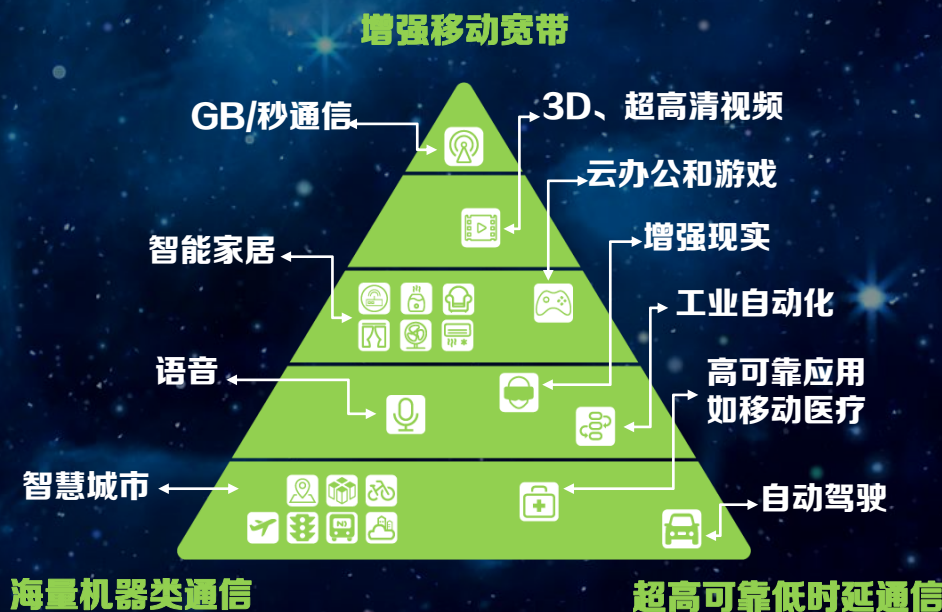 增强移动宽带
GB/秒通信
3D、超高清视频
云办公和游戏
智能家居
增强现实
工业自动化
语音
高可靠应用
如移动医疗
智慧城市
自动驾驶
海量机器类通信
超高可靠低时延通信